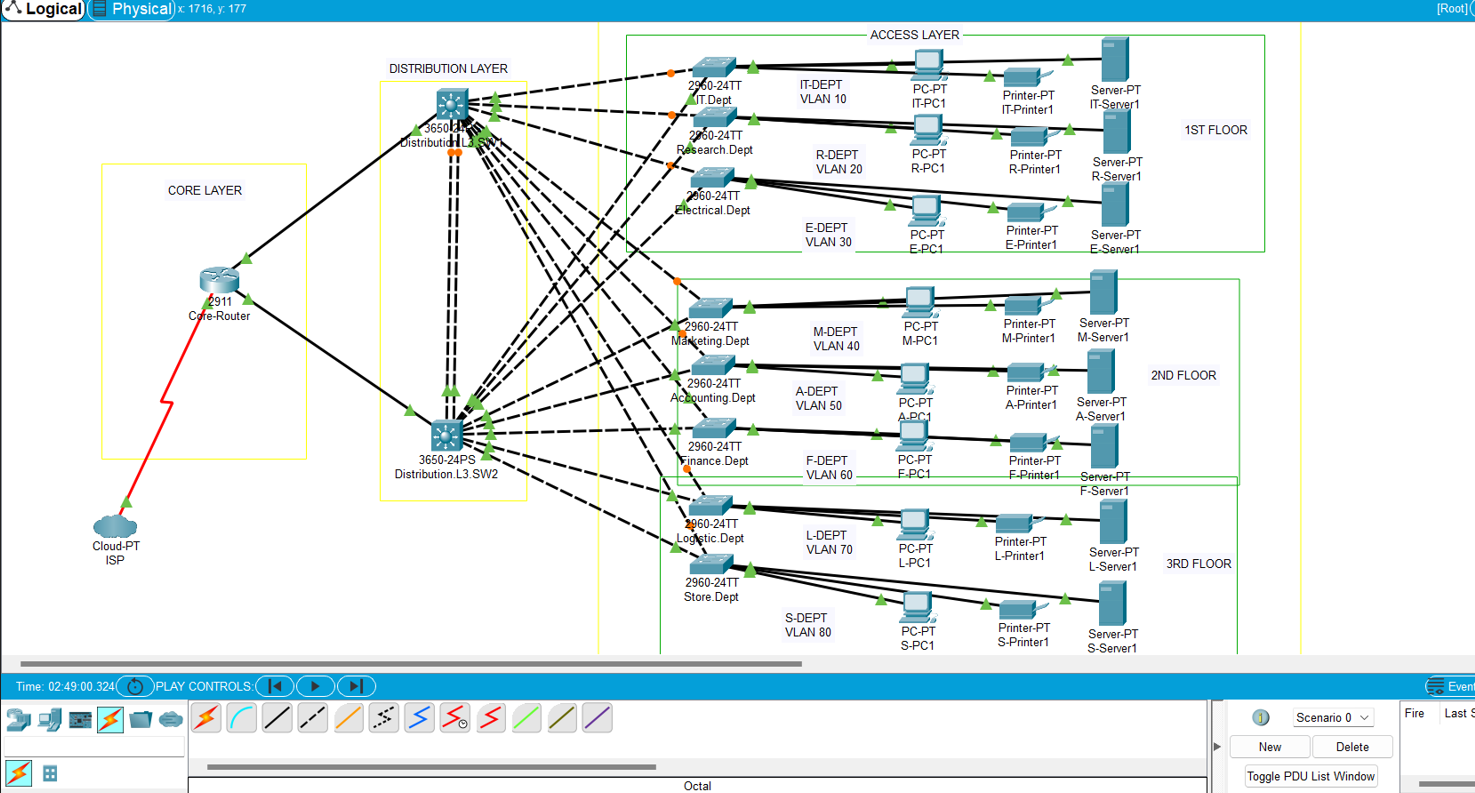 Logical
Physical
x: 1716, y: 177
[Root]
ACCESS LAYER
DISTRIBUTION LAYER
CORE LAYER
2911
Core-Router
Cloud-PT
ISP
Distribution.L3.SW1
3650-24PS
Distribution.L3.SW2
2960-24TT
IT.Dept
IT-DEPT
VLAN 10
PC-PT
IT-PC1
Printer-PT
IT-Printer1
Server-PT
IT-Server1
2960-24TT
Research.Dept
R-DEPT
VLAN 20
PC-PT
R-PC1
Printer-PT
R-Printer1
Server-PT
R-Server1
1ST FLOOR
2960-24TT
Electrical.Dept
E-DEPT
VLAN 30
PC-PT
E-PC1
Printer-PT
E-Printer1
Server-PT
E-Server1
2960-24TT
Marketing.Dept
M-DEPT
VLAN 40
PC-PT
M-PC1
Printer-PT
M-Printer1
Server-PT
M-Server1
2960-24TT
Accounting.Dept
A-DEPT
VLAN 50
PC-PT
A-PC1
Printer-PT
A-Printer1
Server-PT
A-Server1
2ND FLOOR
2960-24TT
Finance.Dept
F-DEPT
VLAN 60
PC-PT
F-PC1
Printer-PT
F-Printer1
Server-PT
F-Server1
2960-24TT
Logistic.Dept
L-DEPT
VLAN 70
PC-PT
L-PC1
Printer-PT
L-Printer1
Server-PT
L-Server1
3RD FLOOR
2960-24TT
Store.Dept
S-DEPT
VLAN 80
PC-PT
S-PC1
Printer-PT
S-Printer1
Server-PT
S-Server1
Time: 02:49:00.324
PLAY CONTROLS:
Event
Scenario 0
New
Delete
Toggle PDU List Window
Fire
Last S
Octal